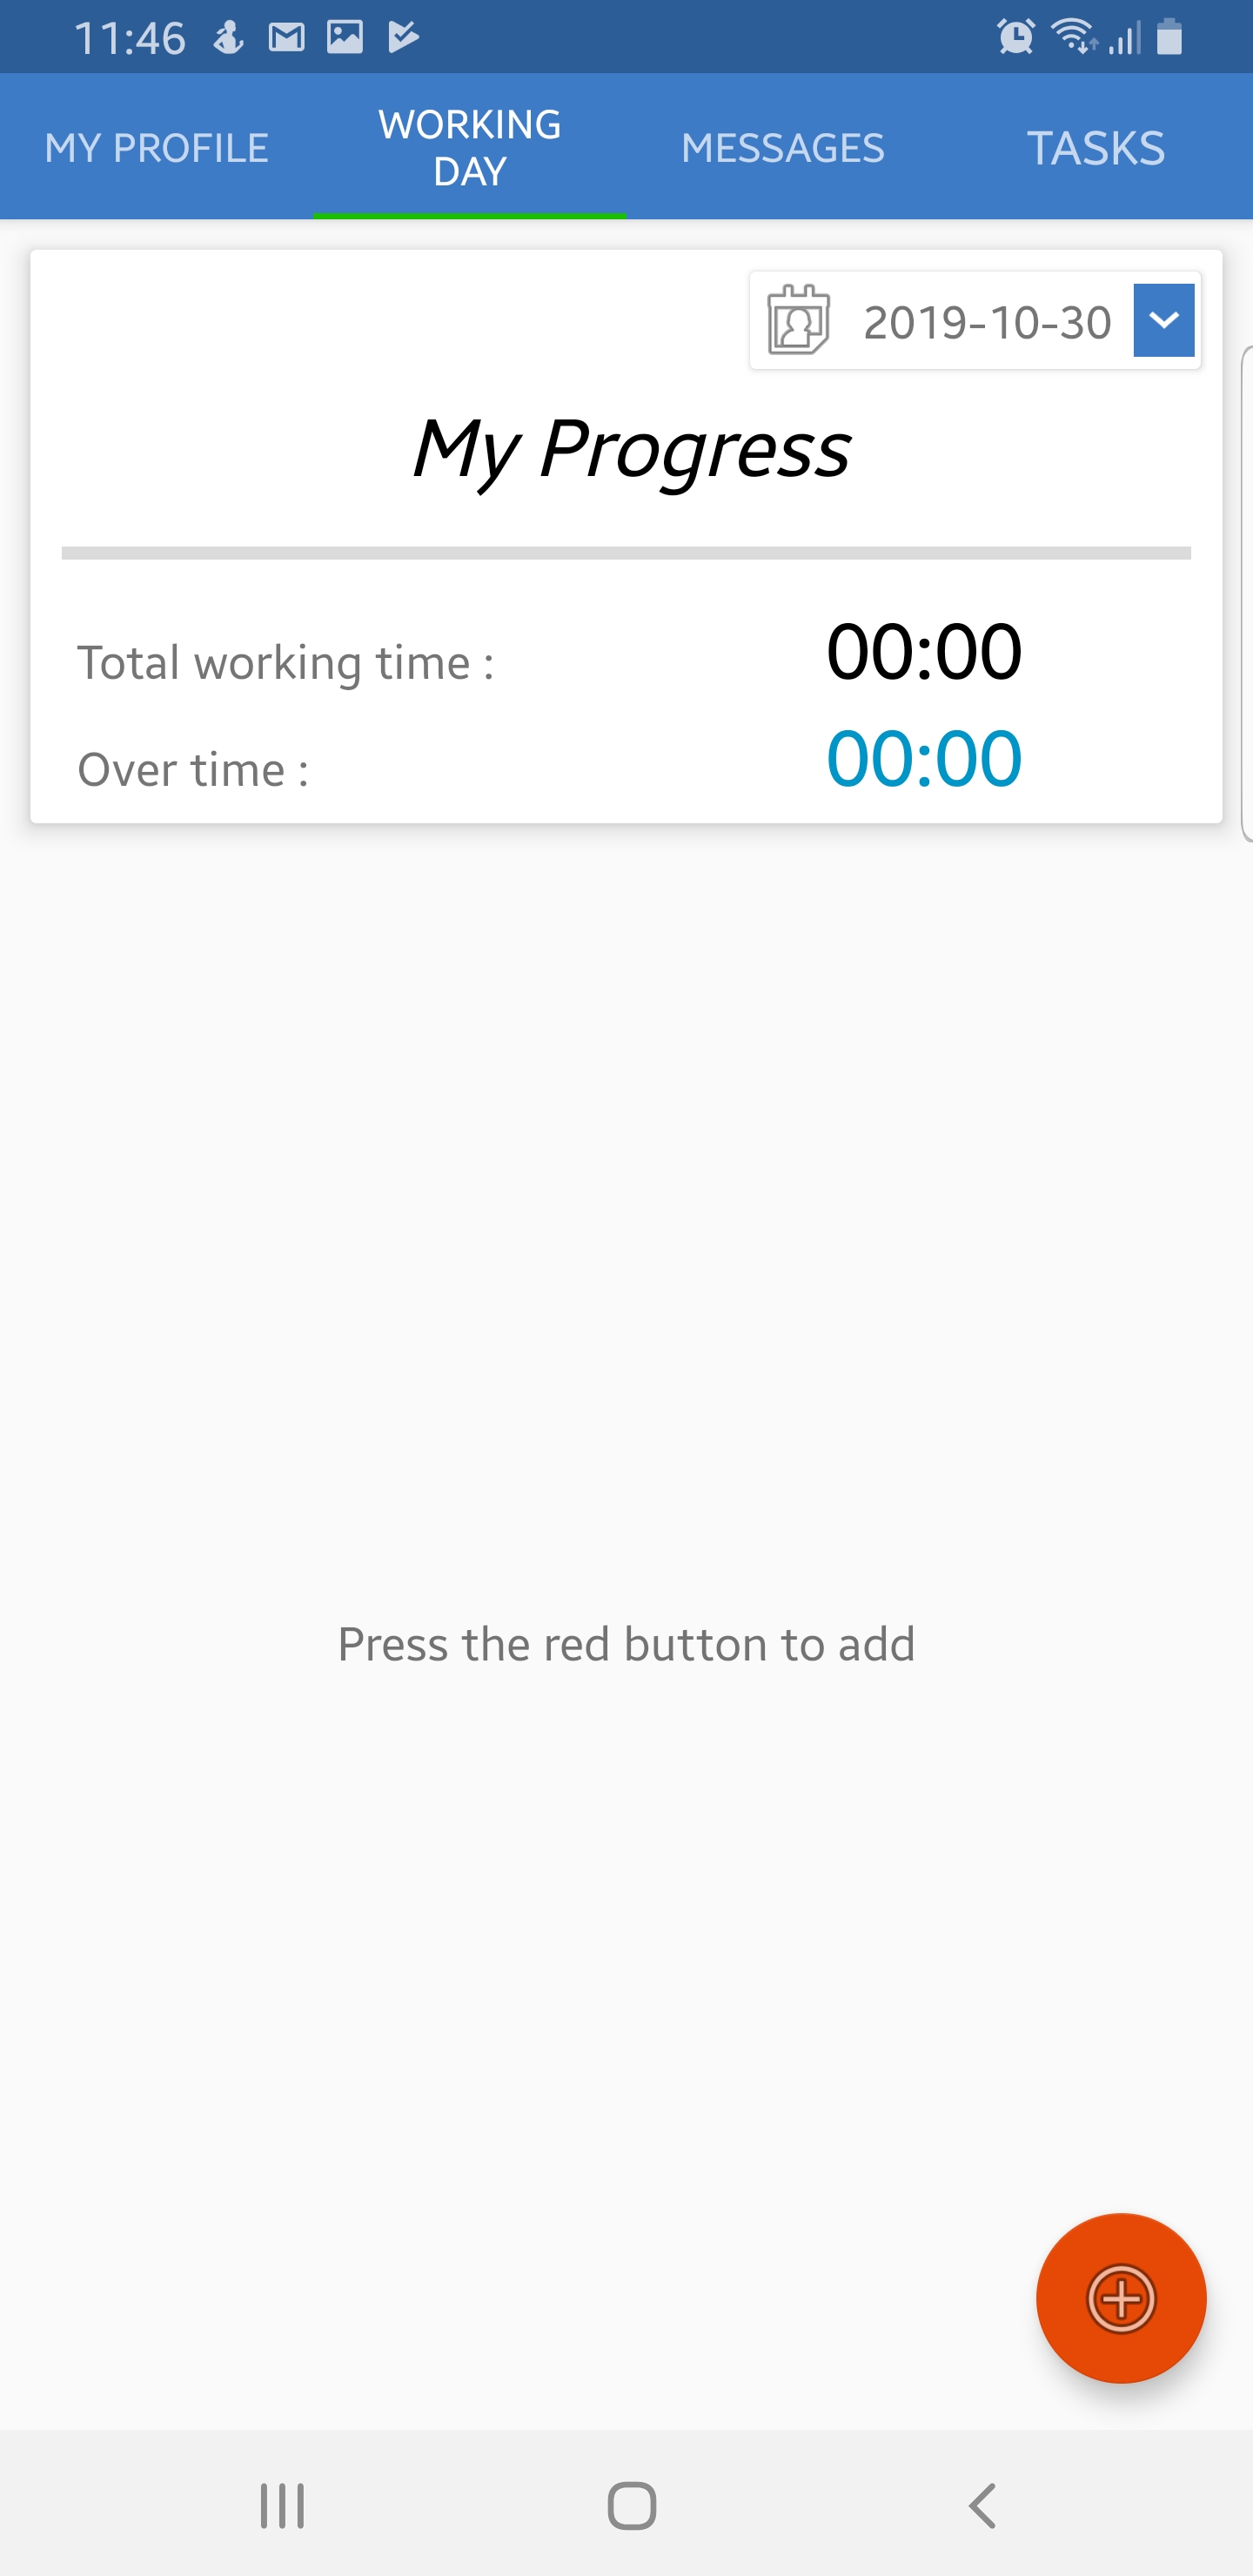 11:46
MY PROFILE
WORKING
DAY
MESSAGES
TASKS
2019-10-30
My Progress
Total working time :
00:00
Over time :
00:00
Press the red button to add